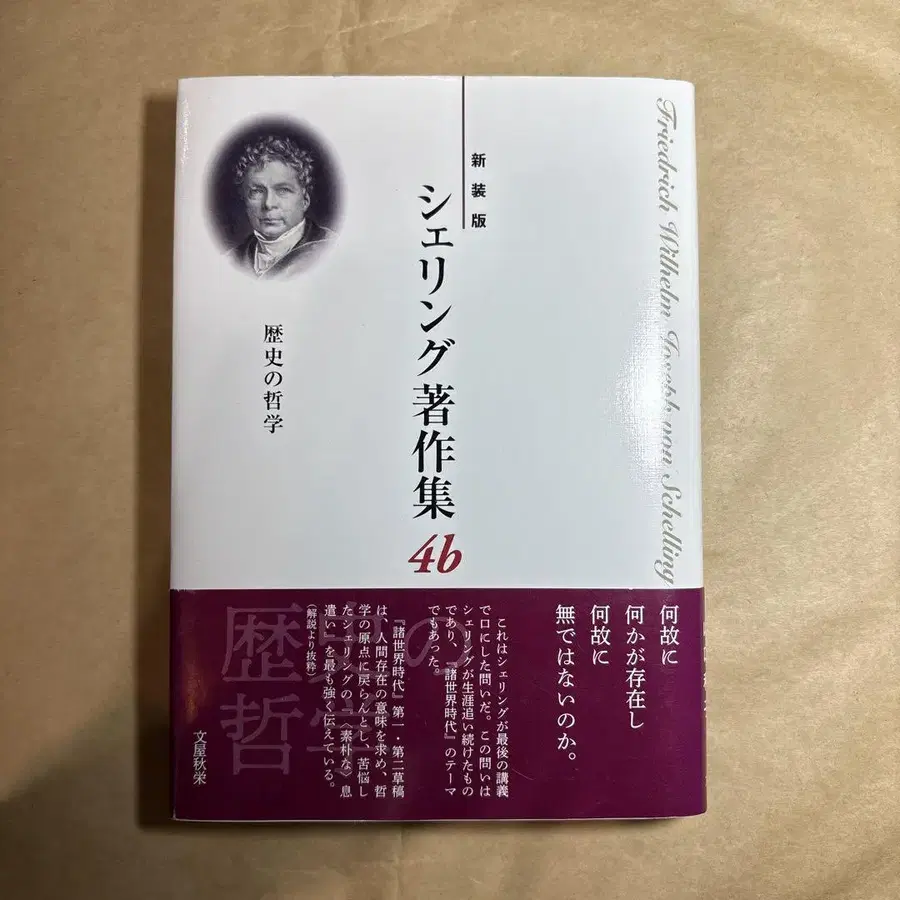 新装版
シェリング著作集 4b
歴史の哲学
Friedrich Wilhelm Joseph von Schelling
何故に
何かが存在し
何故に
無ではないのか。
これはシェリングが最後の講義
で口にした問いだ。この問いは
シェリングが生涯追い続けたもの
であり、『諸世界時代』のテーマ
でもあった。
『諸世界時代』第一・第二草稿
は、人間存在の意味を求め、哲
学の原点に戻らんとし、苦悩し
たシェリングの「〈素朴な〉息
遣い」を最も強く伝えている。
(解説より抜粋)
歴史の
哲学
文屋秋栄